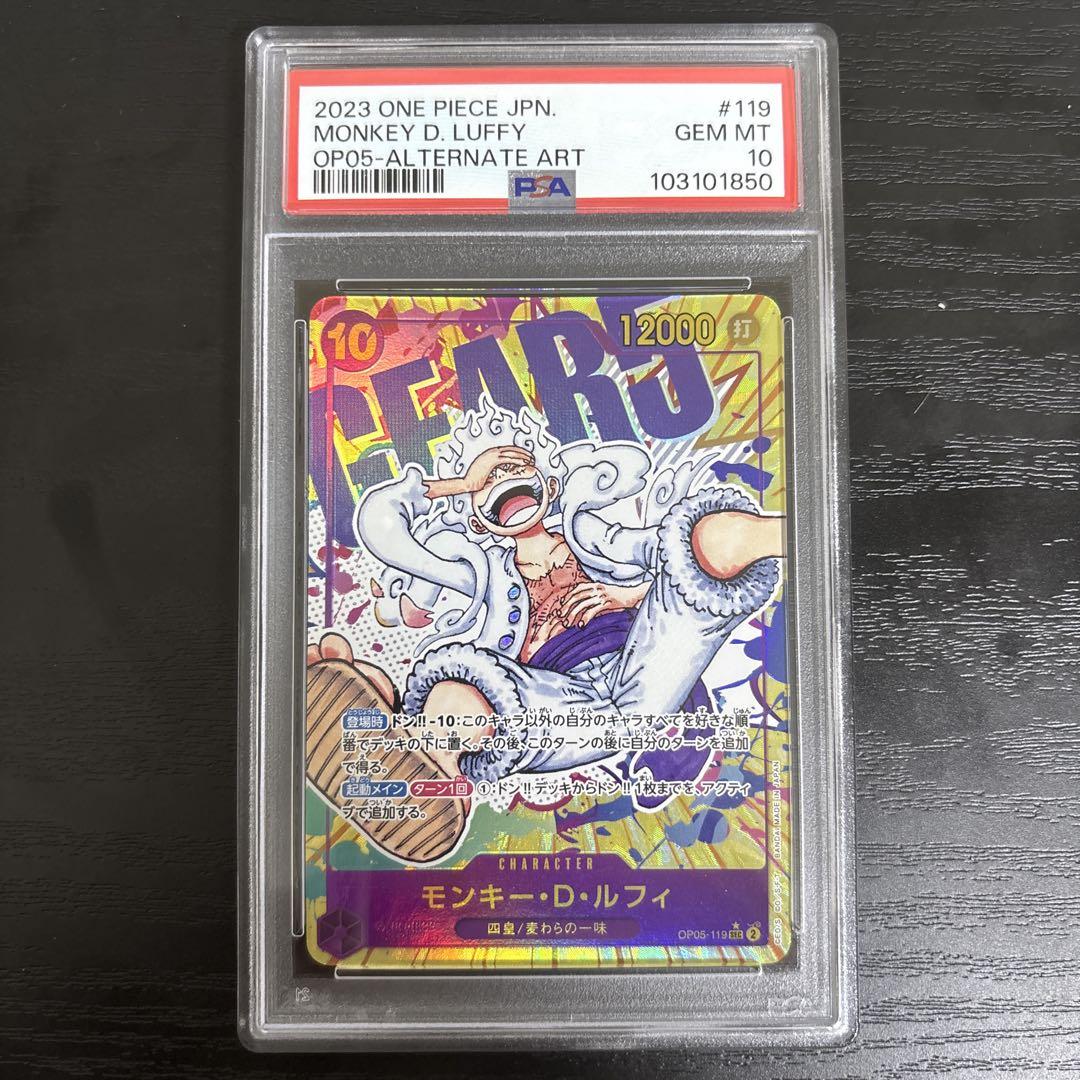 2023 ONE PIECE JPN.
#119
MONKEY D. LUFFY
GEM MT
OP05-ALTERNATE ART
10
PSA
103101850
GEAR5
10
12000
打
登場時 ドン!!-10:このキャラ以外の自分のキャラすべてを好きな順
番でデッキの下に置く。その後、このターンの後に自分のターンを追加
で得る。
起動メイン ターン1回 ①:ドン!!デッキからドン!!1枚までを、アクティ
ブで追加する。
CHARACTER
モンキー・D・ルフィ
四皇/麦わらの一味
OP05-119 SEC 2
BANDAI MADE IN JAPAN